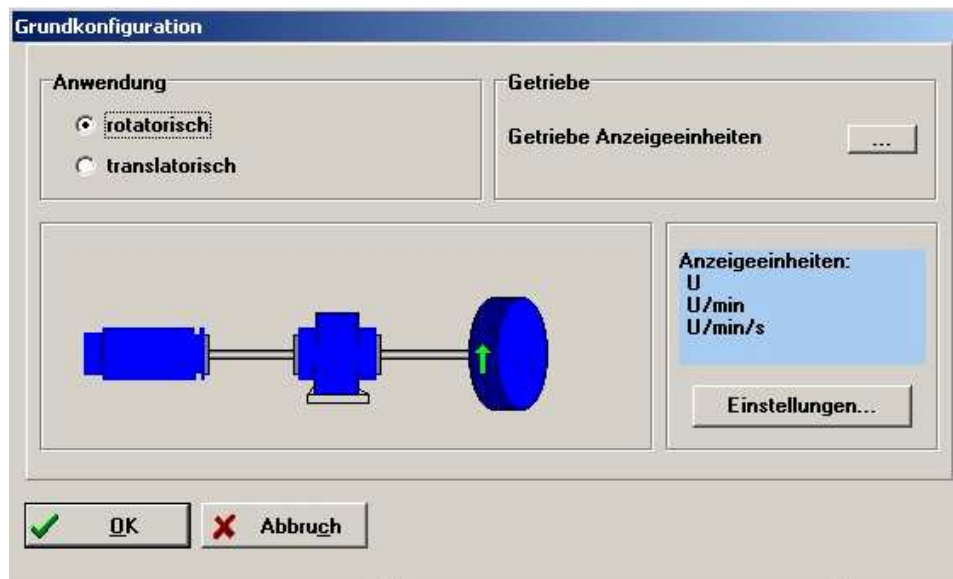 Grundkonfiguration
Anwendung
rotatorisch
translatorisch
Getriebe
Getriebe Anzeigeeinheiten
...
Anzeigeeinheiten:
U
U/min
U/min/s
Einstellungen...
OK
Abbruch